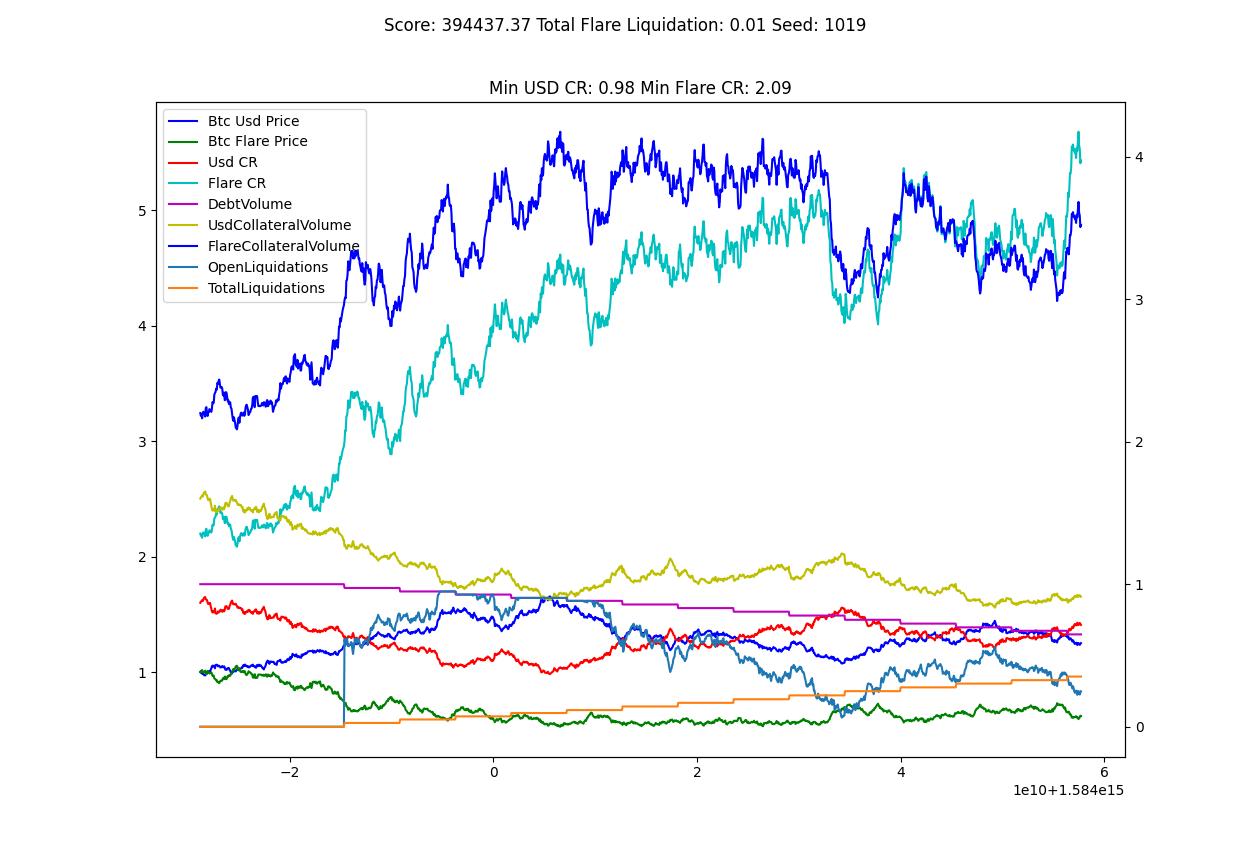 Score: 394437.37 Total Flare Liquidation: 0.01 Seed: 1019
Min USD CR: 0.98 Min Flare CR: 2.09
Btc Usd Price
Btc Flare Price
Usd CR
Flare CR
DebtVolume
UsdCollateralVolume
FlareCollateralVolume
OpenLiquidations
TotalLiquidations
5
4
3
2
1
4
3
2
1
0
−2
0
2
4
6
1e10+1.584e15